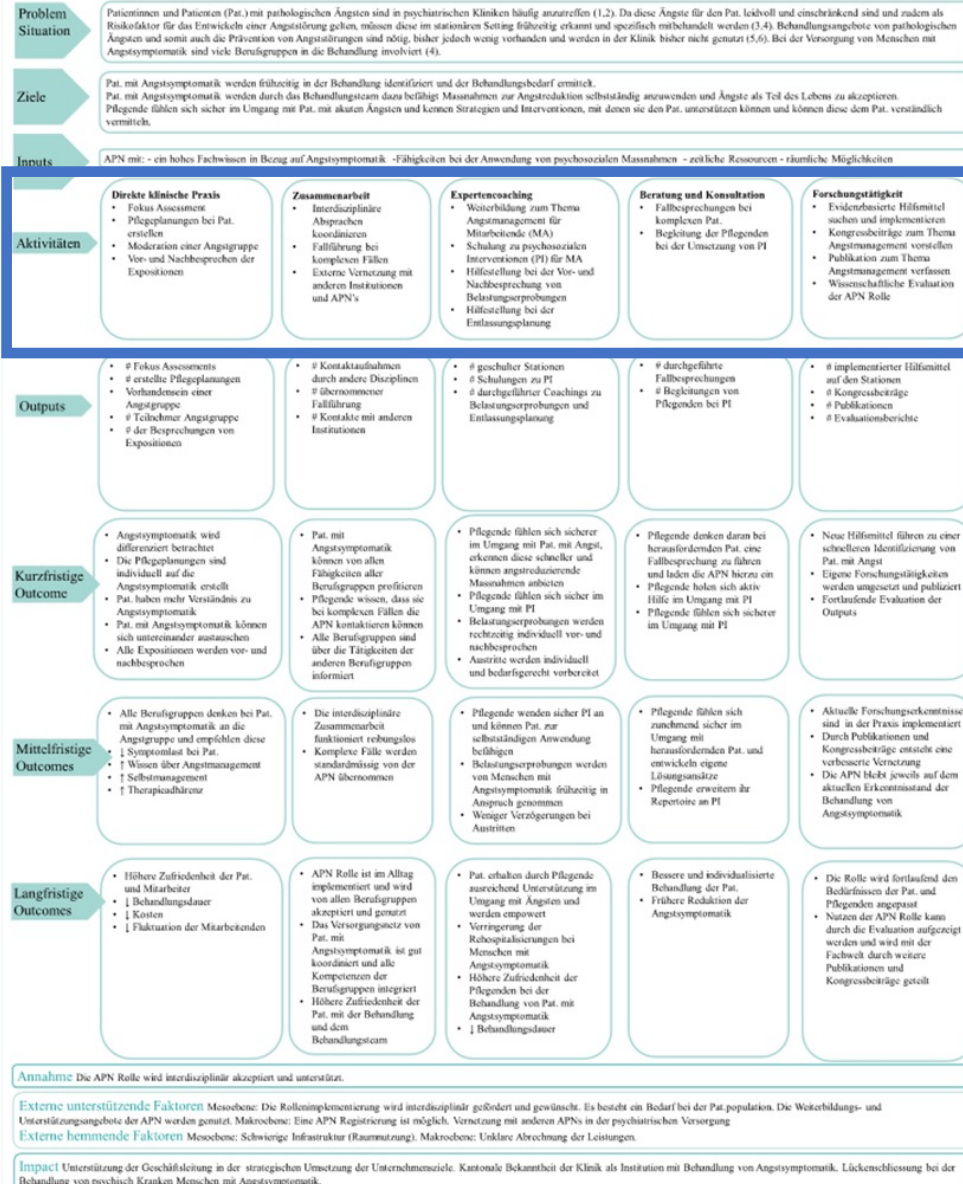 Problem
Situation
Patientinnen und Patienten (Pat.) mit pathologischen Ängsten sind in psychiatrischen Kliniken häufig anzutreffen (1,2). Da diese Ängste für den Pat. leidvoll und einschränkend sind und zudem als
Risikofaktor für das Entwickeln einer Angststörung gelten, müssen diese im stationären Setting frühzeitig erkannt und spezifisch mitbehandelt werden (3,4). Behandlungsangebote von pathologischen
Ängsten und somit auch die Prävention von Angststörungen sind nötig, bisher jedoch wenig vorhanden und werden in der Klinik bisher nicht genutzt (5,6). Bei der Versorgung von Menschen mit
Angstsymptomatik sind viele Berufsgruppen in die Behandlung involviert (4).
Ziele
Pat. mit Angstsymptomatik werden frühzeitig in der Behandlung identifiziert und der Behandlungsbedarf ermittelt.
Pat. mit Angstsymptomatik werden durch das Behandlungsteam dazu befähigt Massnahmen zur Angstreduktion selbstständig anzuwenden und Ängste als Teil des Lebens zu akzeptieren.
Pflegende fühlen sich sicher im Umgang mit Pat. mit akuten Ängsten und kennen Strategien und Interventionen, mit denen sie den Pat. unterstützen können und können diese dem Pat. verständlich
vermitteln.
Inputs
APN mit: - ein hohes Fachwissen in Bezug auf Angstsymptomatik -Fähigkeiten bei der Anwendung von psychosozialen Massnahmen - zeitliche Ressourcen - räumliche Möglichkeiten
Aktivitäten
Direkte klinische Praxis
• Fokus Assessment
• Pflegeplanungen bei Pat.
erstellen
• Moderation einer Angstgruppe
• Vor- und Nachbesprechen der
Expositionen
Zusammenarbeit
• Interdisziplinäre
Absprachen
koordinieren
• Fallführung bei
komplexen Fällen
• Externe Vernetzung mit
anderen Institutionen
und APN's
Expertencoaching
• Weiterbildung zum Thema
Angstmanagement für
Mitarbeitende (MA)
• Schulung zu psychosozialen
Interventionen (PI) für MA
• Hilfestellung bei der Vor- und
Nachbesprechung von
Belastungserprobungen
• Hilfestellung bei der
Entlassungsplanung
Beratung und Konsultation
• Fallbesprechungen bei
komplexen Pat.
• Begleitung der Pflegenden
bei der Umsetzung von PI
Forschungstätigkeit
• Evidenzbasierte Hilfsmittel
suchen und implementieren
• Kongressbeiträge zum Thema
Angstmanagement vorstellen
• Publikation zum Thema
Angstmanagement verfassen
• Wissenschaftliche Evaluation
der APN Rolle
Outputs
• # Fokus Assessments
• # erstellte Pflegeplanungen
• Vorhandensein einer
Angstgruppe
• # Teilnehmer Angstgruppe
• # der Besprechungen von
Expositionen
• # Kontaktaufnahmen
durch andere Disziplinen
• # übernommener
Fallführung
• # Kontakte mit anderen
Institutionen
• # geschulter Stationen
• # Schulungen zu PI
• # durchgeführter Coachings zu
Belastungserprobungen und
Entlassungsplanung
• # durchgeführte
Fallbesprechungen
• # Begleitungen von
Pflegenden bei PI
• # implementierter Hilfsmittel
auf den Stationen
• # Kongressbeiträge
• # Publikationen
• # Evaluationsberichte
Kurzfristige
Outcome
• Angstsymptomatik wird
differenziert betrachtet
• Die Pflegeplanungen sind
individuell auf die
Angstsymptomatik erstellt
• Pat. haben mehr Verständnis zu
Angstsymptomatik
• Pat. mit Angstsymptomatik können
sich untereinander austauschen
• Alle Expositionen werden vor- und
nachbesprochen
• Pat. mit
Angstsymptomatik
können von allen
Fähigkeiten aller
Berufsgruppen profitieren
• Pflegende wissen, dass sie
bei komplexen Fällen die
APN kontaktieren können
• Alle Berufsgruppen sind
über die Tätigkeiten der
anderen Berufsgruppen
informiert
• Pflegende fühlen sich sicherer
im Umgang mit Pat. mit Angst,
erkennen diese schneller und
können angstreduzierende
Massnahmen anbieten
• Pflegende fühlen sich sicher im
Umgang mit PI
• Belastungserprobungen werden
rechtzeitig individuell vor- und
nachbesprochen
• Austritte werden individuell
und bedarfsgerecht vorbereitet
• Pflegende denken daran bei
herausfordernden Pat. eine
Fallbesprechung zu führen
und laden die APN hierzu ein
• Pflegende holen sich aktiv
Hilfe im Umgang mit PI
• Pflegende fühlen sich sicherer
im Umgang mit PI
• Neue Hilfsmittel führen zu einer
schnelleren Identifizierung von
Pat. mit Angst
• Eigene Forschungstätigkeiten
werden umgesetzt und publiziert
• Fortlaufende Evaluation der
Outputs
Mittelfristige
Outcomes
• Alle Berufsgruppen denken bei Pat.
mit Angstsymptomatik an die
Angstgruppe und empfehlen diese
• ↓ Symptomlast bei Pat.
• ↑ Wissen über Angstmanagement
• ↑ Selbstmanagement
• ↑ Therapieadhärenz
• Die interdisziplinäre
Zusammenarbeit
funktioniert reibungslos
• Komplexe Fälle werden
standardmässig von der
APN übernommen
• Pflegende wenden sicher PI an
und können Pat. zur
selbstständigen Anwendung
befähigen
• Belastungserprobungen werden
von Menschen mit
Angstsymptomatik frühzeitig in
Anspruch genommen
• Weniger Verzögerungen bei
Austritten
• Pflegende fühlen sich
zunehmend sicher im
Umgang mit
herausfordernden Pat. und
entwickeln eigene
Lösungsansätze
• Pflegende erweitern ihr
Repertoire an PI
• Aktuelle Forschungserkenntnisse
sind in der Praxis implementiert
• Durch Publikationen und
Kongressbeiträge entsteht eine
verbesserte Vernetzung
• Die APN bleibt jeweils auf dem
aktuellen Erkenntnisstand der
Behandlung von
Angstsymptomatik
Langfristige
Outcomes
• Höhere Zufriedenheit der Pat.
und Mitarbeiter
• ↓ Behandlungsdauer
• ↓ Kosten
• ↓ Fluktuation der Mitarbeitenden
• APN Rolle ist im Alltag
implementiert und wird
von allen Berufsgruppen
akzeptiert und genutzt
• Das Versorgungsnetz von
Pat. mit
Angstsymptomatik ist gut
koordiniert und alle
Kompetenzen der
Berufsgruppen integriert
• Höhere Zufriedenheit der
Pat. mit der Behandlung
und dem
Behandlungsteam
• Pat. erhalten durch Pflegende
ausreichend Unterstützung im
Umgang mit Ängsten und
werden empowert
• Verringerung der
Rehospitalisierungen bei
Menschen mit
Angstsymptomatik
• Höhere Zufriedenheit der
Pflegenden bei der
Behandlung von Pat. mit
Angstsymptomatik
• ↓ Behandlungsdauer
• Bessere und individualisierte
Behandlung der Pat.
• Frühere Reduktion der
Angstsymptomatik
• Die Rolle wird fortlaufend den
Bedürfnissen der Pat. und
Pflegenden angepasst
• Nutzen der APN Rolle kann
durch die Evaluation aufgezeigt
werden und wird mit der
Fachwelt durch weitere
Publikationen und
Kongressbeiträge geteilt
Annahme Die APN Rolle wird interdisziplinär akzeptiert und unterstützt.
Externe unterstützende Faktoren Mesoebene: Die Rollenimplementierung wird interdisziplinär gefördert und gewünscht. Es besteht ein Bedarf bei der Pat.population. Die Weiterbildungs- und
Unterstützungsangebote der APN werden genutzt. Makroebene: Eine APN Registrierung ist möglich. Vernetzung mit anderen APNs in der psychiatrischen Versorgung
Externe hemmende Faktoren Mesoebene: Schwierige Infrastruktur (Raumnutzung). Makroebene: Unklare Abrechnung der Leistungen.
Impact Unterstützung der Geschäftsleitung in der strategischen Umsetzung der Unternehmensziele. Kantonale Bekanntheit der Klinik als Institution mit Behandlung von Angstsymptomatik. Lückenschliessung bei der
Behandlung von psychisch Kranken Menschen mit Angstsymptomatik.